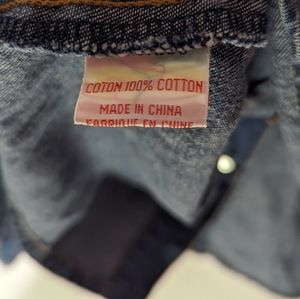 COTON 100% COTTON
MADE IN CHINA
FABRIQUE EN CHINE